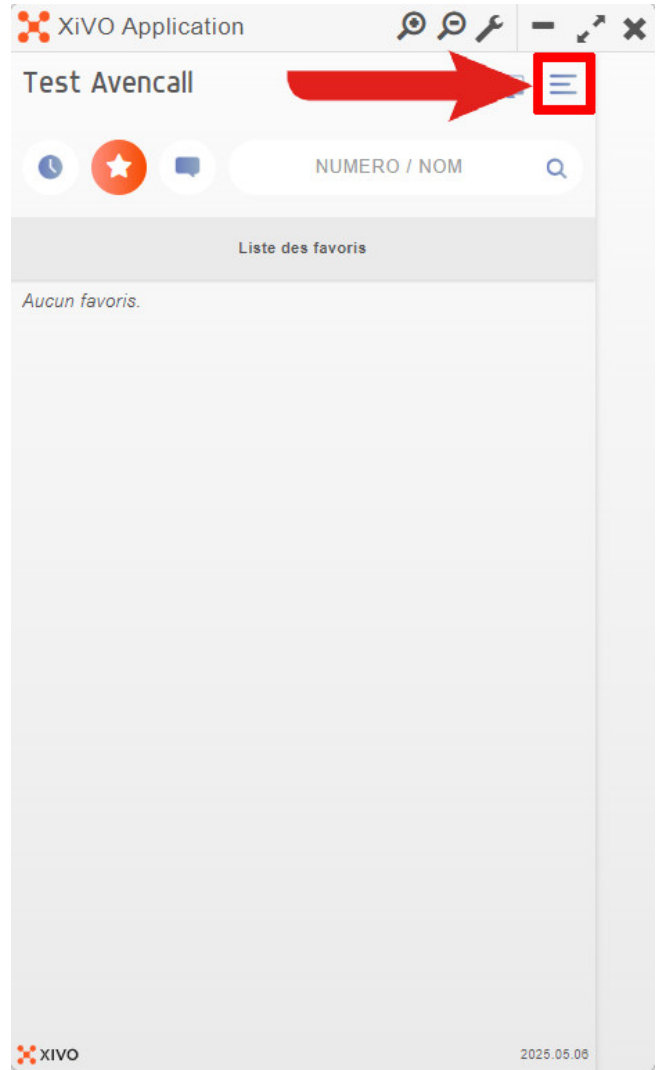 XiVO Application
Test Avencall
NUMERO / NOM
Liste des favoris
Aucun favoris.
XIVO
2025.05.06